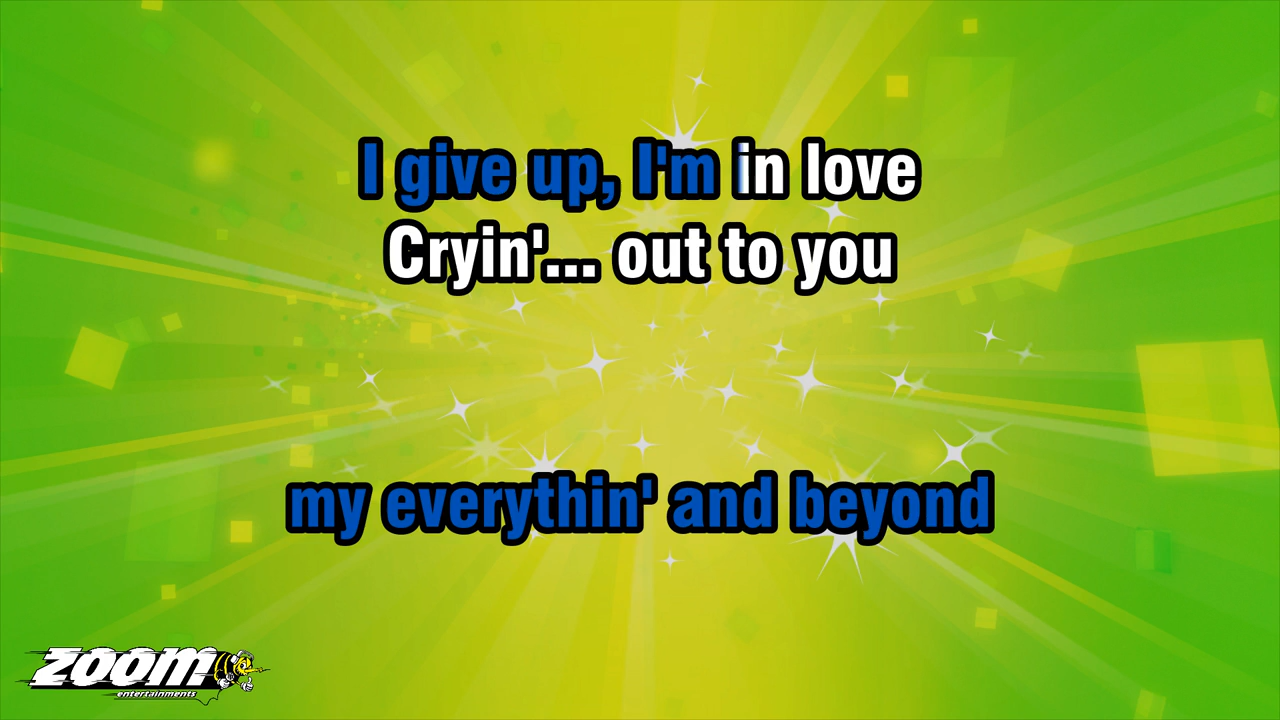 I give up, I'm in love
Cryin'... out to you
my everythin' and beyond
ZOOM
entertainments